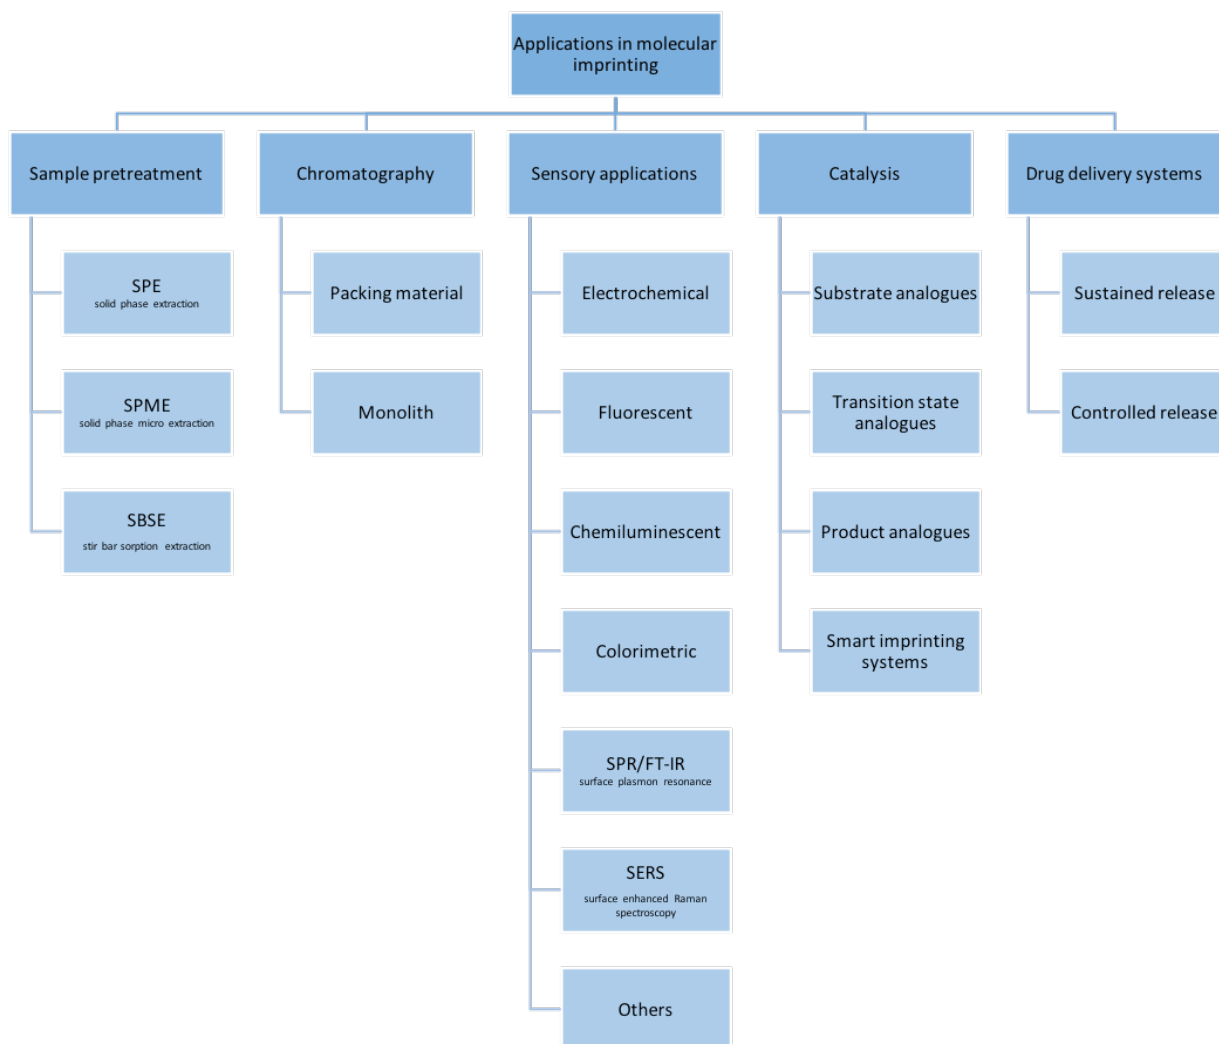 Applications in molecular
imprinting
Sample pretreatment
Chromatography
Sensory applications
Catalysis
Drug delivery systems
SPE
solid phase extraction
SPME
solid phase micro extraction
SBSE
stir bar sorption extraction
Packing material
Monolith
Electrochemical
Fluorescent
Chemiluminescent
Colorimetric
SPR/FT-IR
surface plasmon resonance
SERS
surface enhanced Raman
spectroscopy
Others
Substrate analogues
Transition state
analogues
Product analogues
Smart imprinting
systems
Sustained release
Controlled release